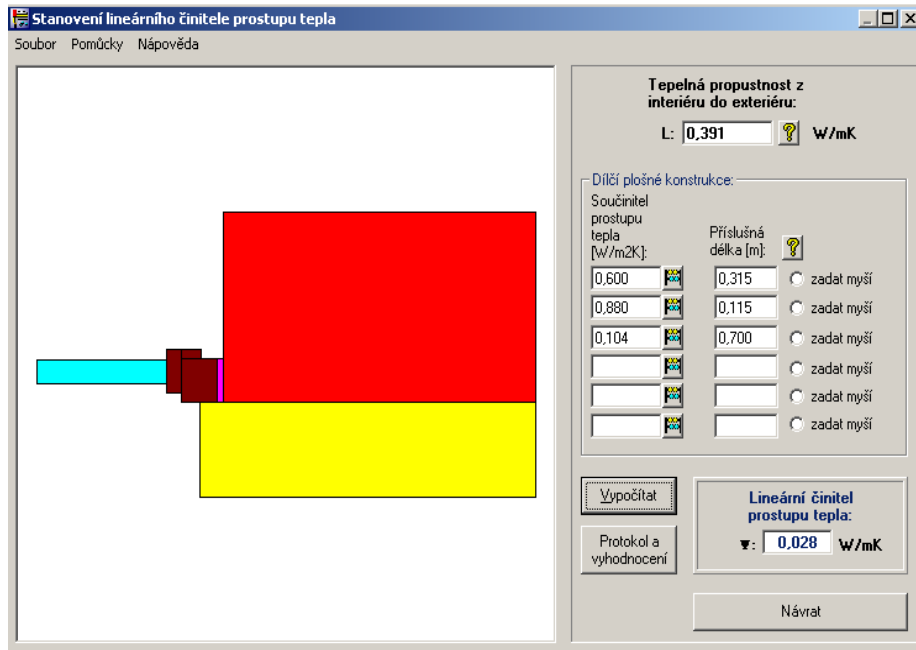 Stanovení lineárního činitele prostupu tepla
Soubor Pomůcky Nápověda
Tepelná propustnost z
interiéru do exteriéru:
L: 0,391 ? W/mK
Dílčí plošné konstrukce:
Součinitel
prostupu
tepla
[W/m2K]:
Příslušná
délka [m]: ?
0,600 0,315 zadat myší
0,880 0,115 zadat myší
0,104 0,700 zadat myší
zadat myší
zadat myší
zadat myší
Vypočítat
Protokol a
vyhodnocení
Lineární činitel
prostupu tepla:
Ψ: 0,028 W/mK
Návrat